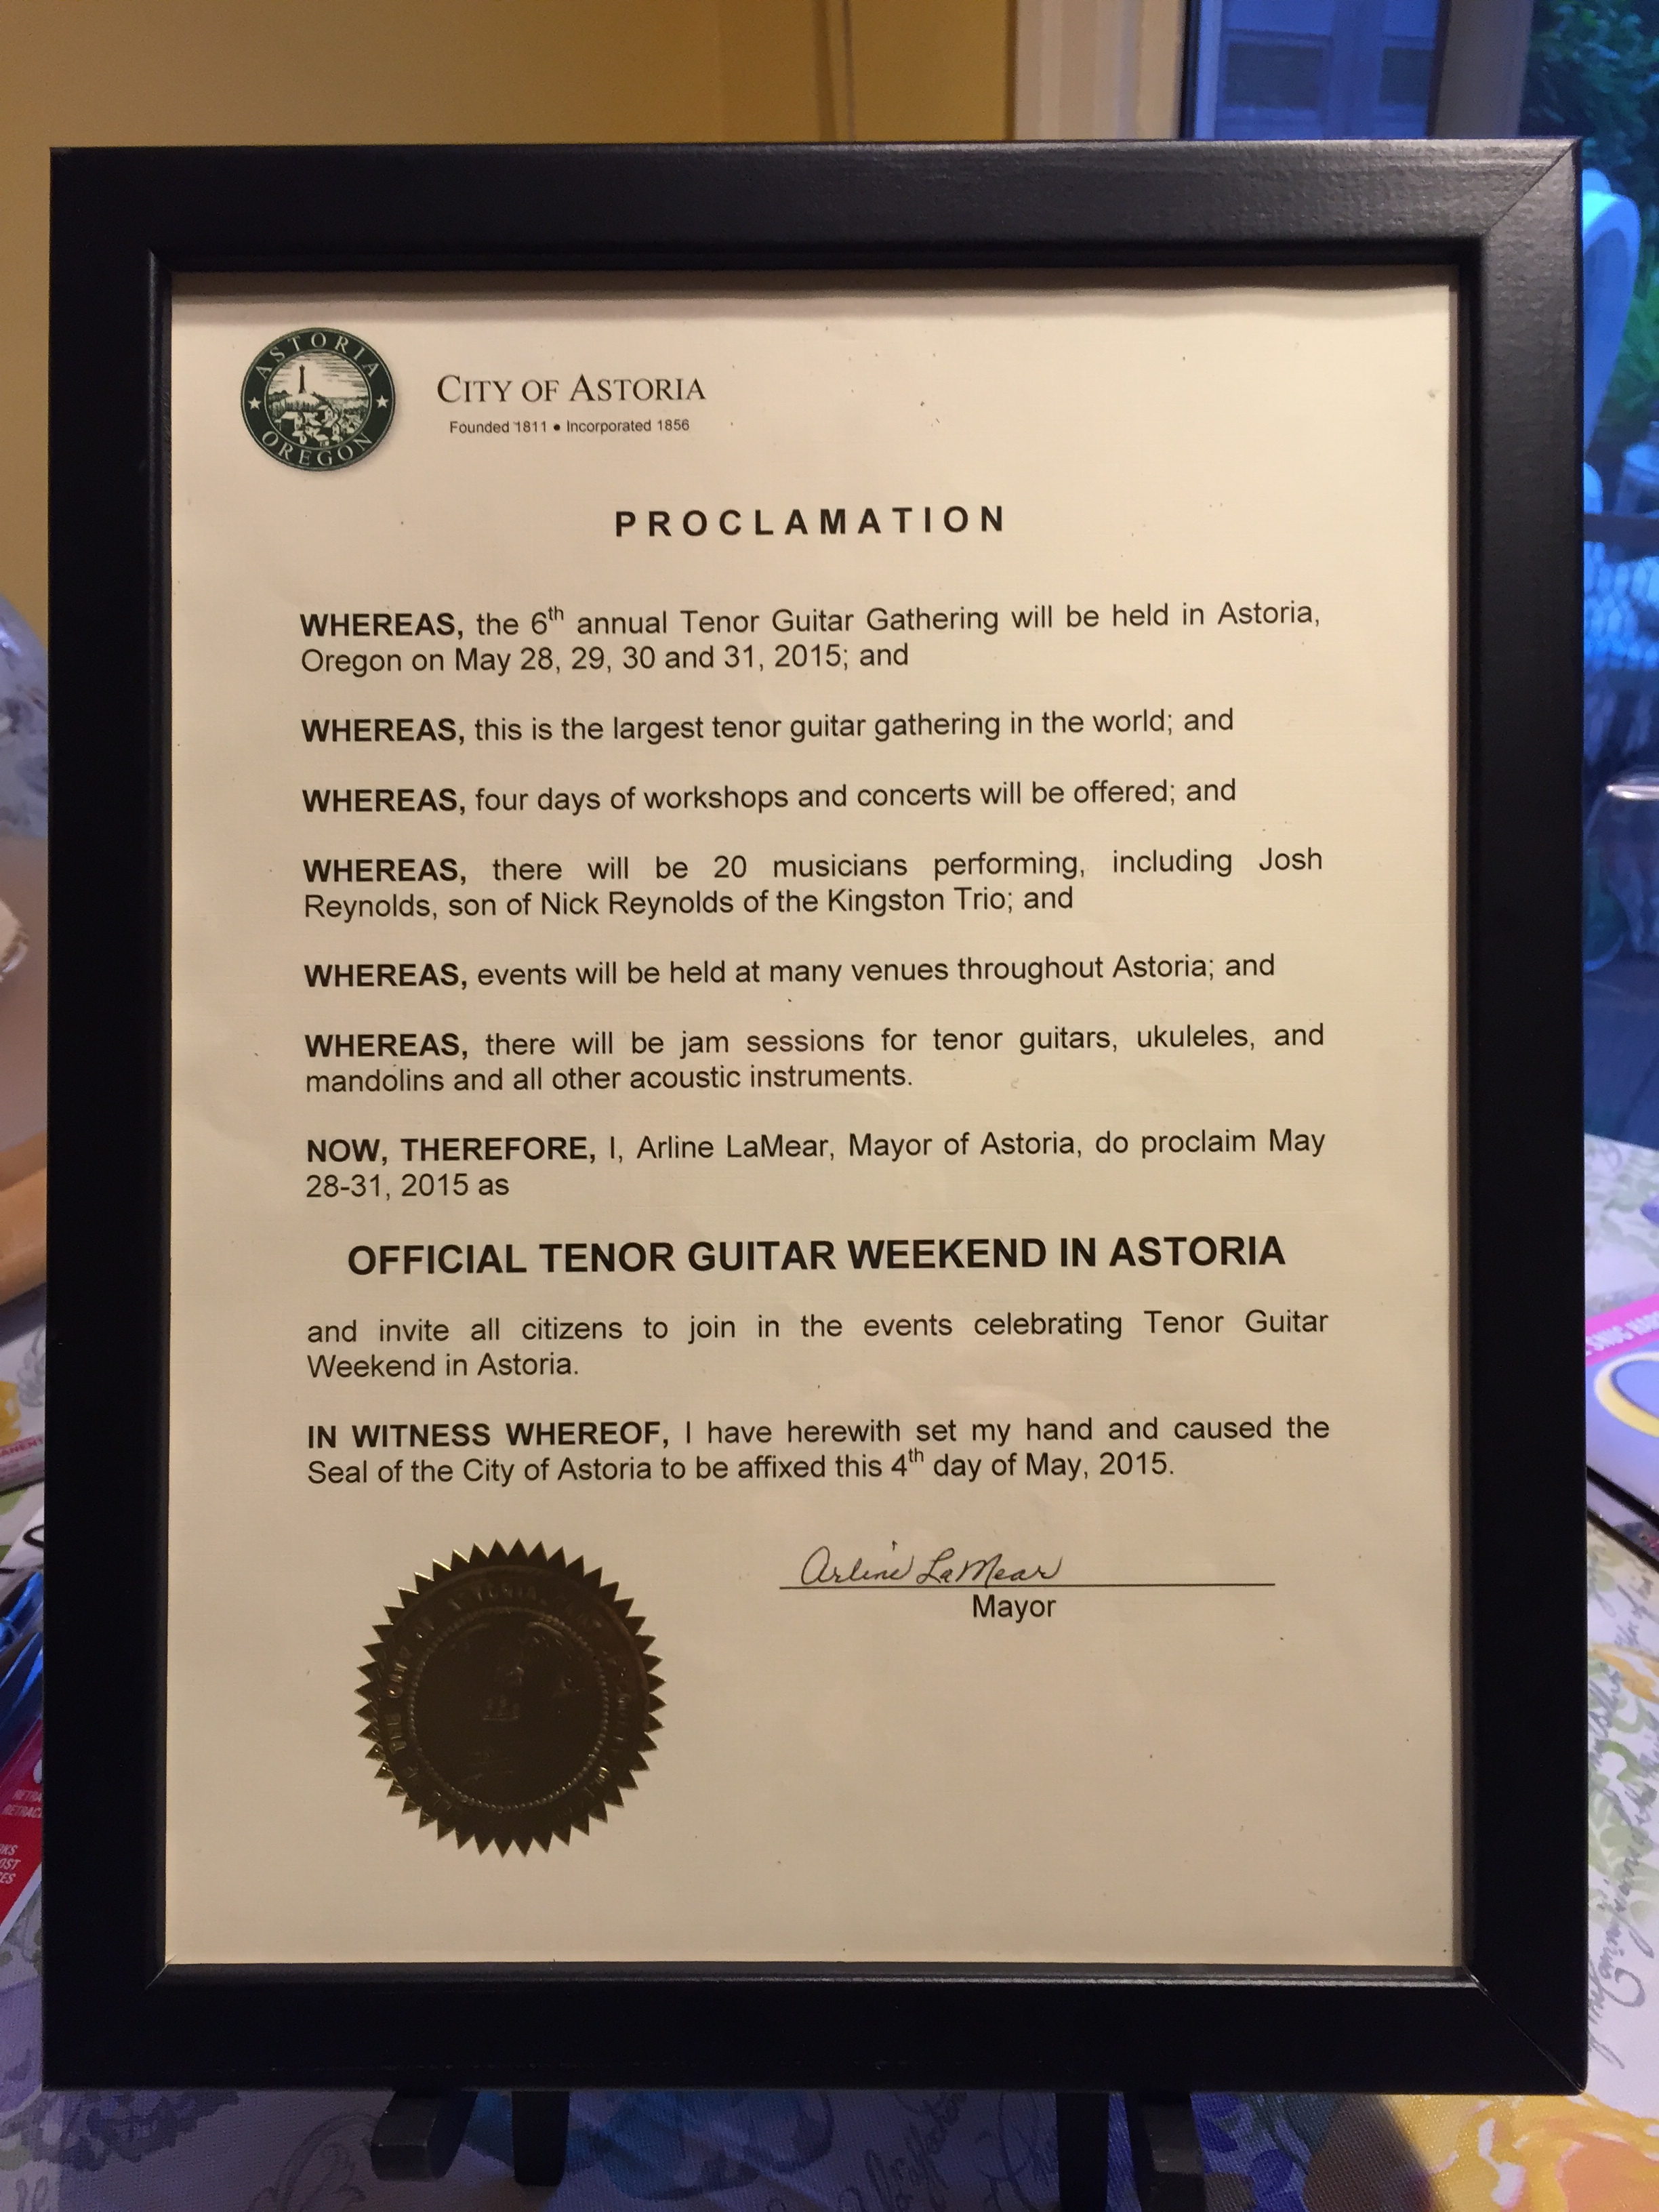 ASTORIA
OREGON
CITY OF ASTORIA
Founded 1811 • Incorporated 1856
PROCLAMATION
WHEREAS, the 6th annual Tenor Guitar Gathering will be held in Astoria,
Oregon on May 28, 29, 30 and 31, 2015; and
WHEREAS, this is the largest tenor guitar gathering in the world; and
WHEREAS, four days of workshops and concerts will be offered; and
WHEREAS, there will be 20 musicians performing, including Josh
Reynolds, son of Nick Reynolds of the Kingston Trio; and
WHEREAS, events will be held at many venues throughout Astoria; and
WHEREAS, there will be jam sessions for tenor guitars, ukuleles, and
mandolins and all other acoustic instruments.
NOW, THEREFORE, I, Arline LaMear, Mayor of Astoria, do proclaim May
28-31, 2015 as
OFFICIAL TENOR GUITAR WEEKEND IN ASTORIA
and invite all citizens to join in the events celebrating Tenor Guitar
Weekend in Astoria.
IN WITNESS WHEREOF, I have herewith set my hand and caused the
Seal of the City of Astoria to be affixed this 4th day of May, 2015.
Arline LaMear
Mayor